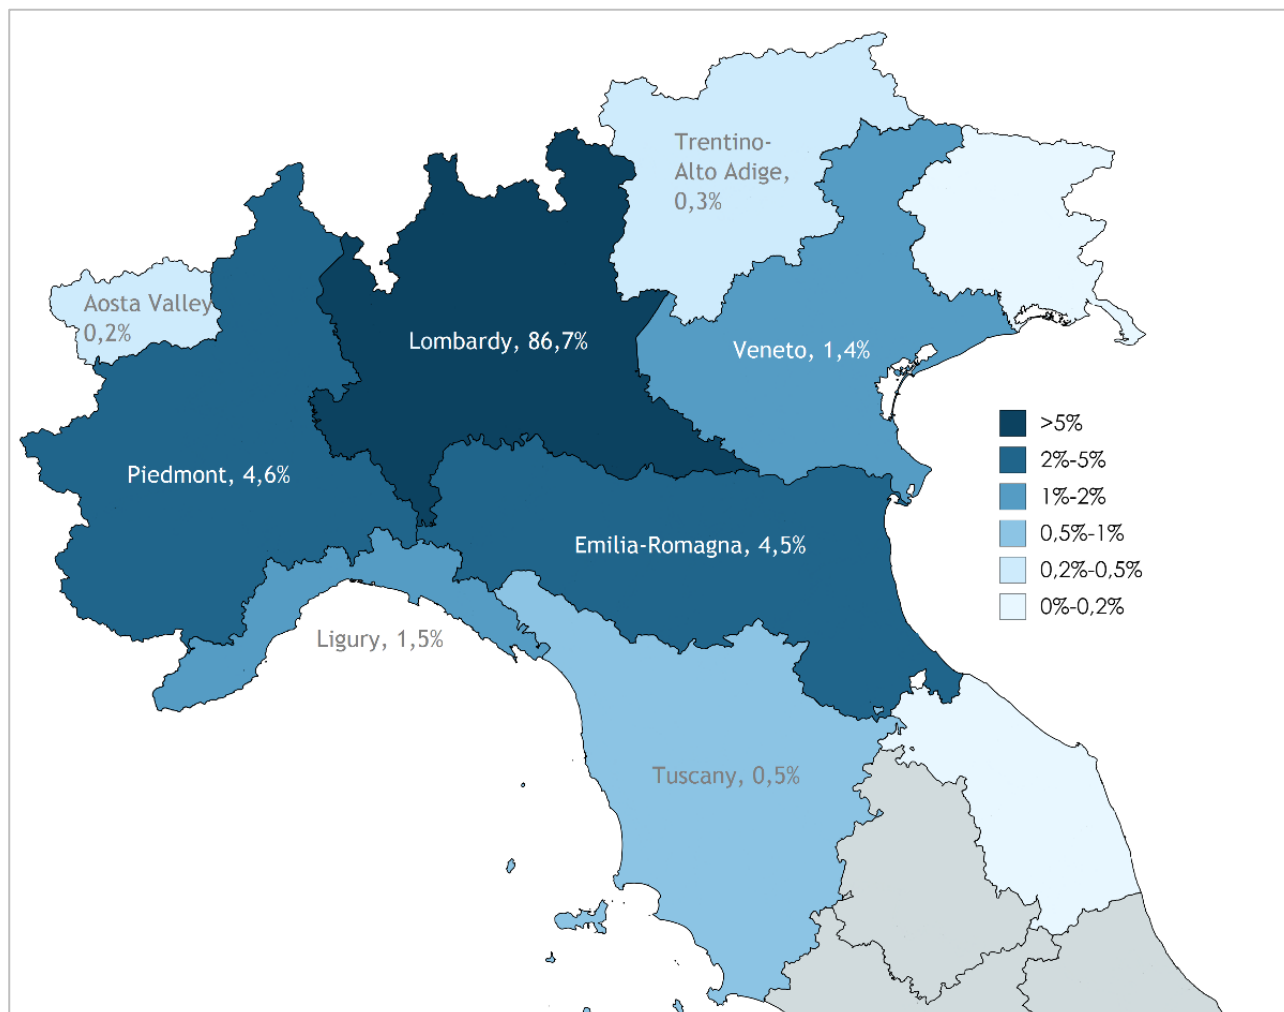 Trentino-
Alto Adige,
0,3%
Aosta Valley
0,2%
Lombardy, 86,7%
Veneto, 1,4%
Piedmont, 4,6%
Emilia-Romagna, 4,5%
Ligury, 1,5%
Tuscany, 0,5%
>5%
2%-5%
1%-2%
0,5%-1%
0,2%-0,5%
0%-0,2%